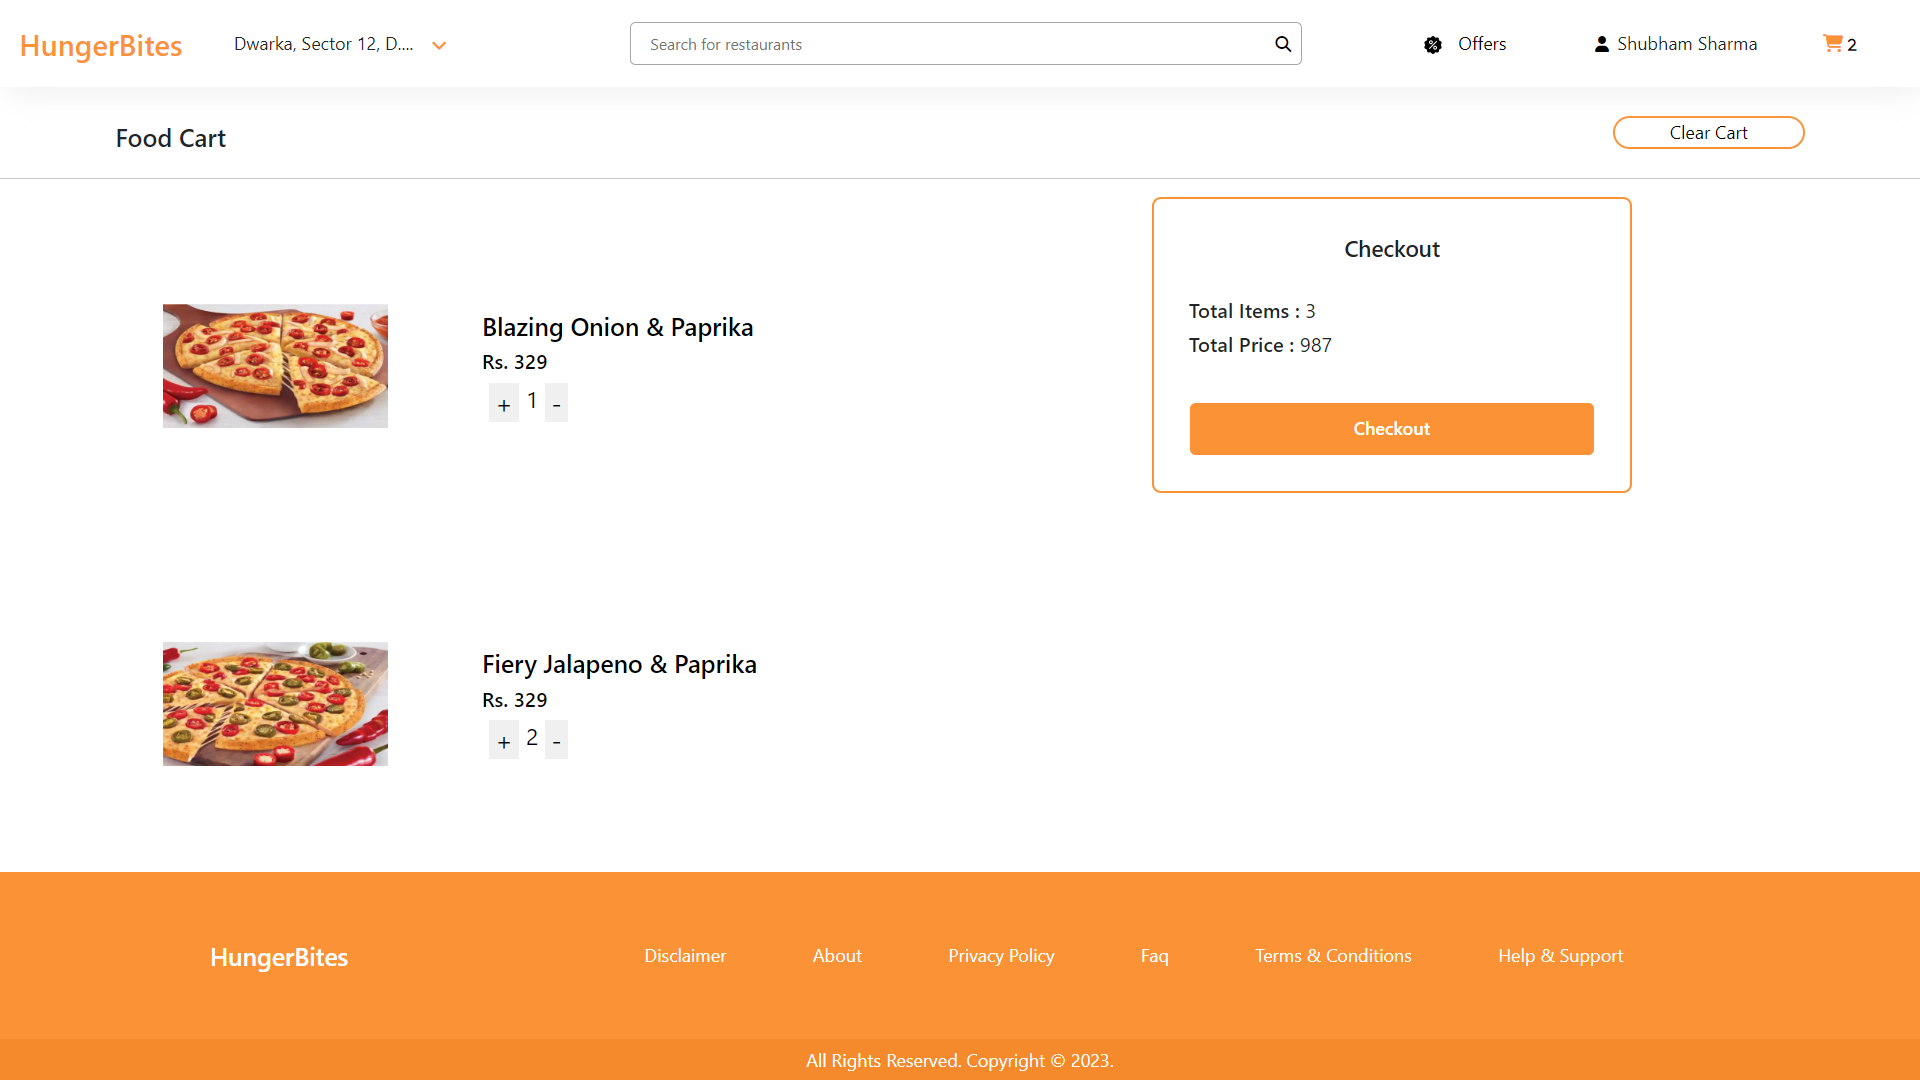 HungerBites
Dwarka, Sector 12, D....
Search for restaurants
Offers
Shubham Sharma
2
Food Cart
Clear Cart
Blazing Onion & Paprika
Rs. 329
+ 1 -
Checkout
Total Items : 3
Total Price : 987
Checkout
Fiery Jalapeno & Paprika
Rs. 329
+ 2 -
HungerBites
Disclaimer
About
Privacy Policy
Faq
Terms & Conditions
Help & Support
All Rights Reserved. Copyright © 2023.